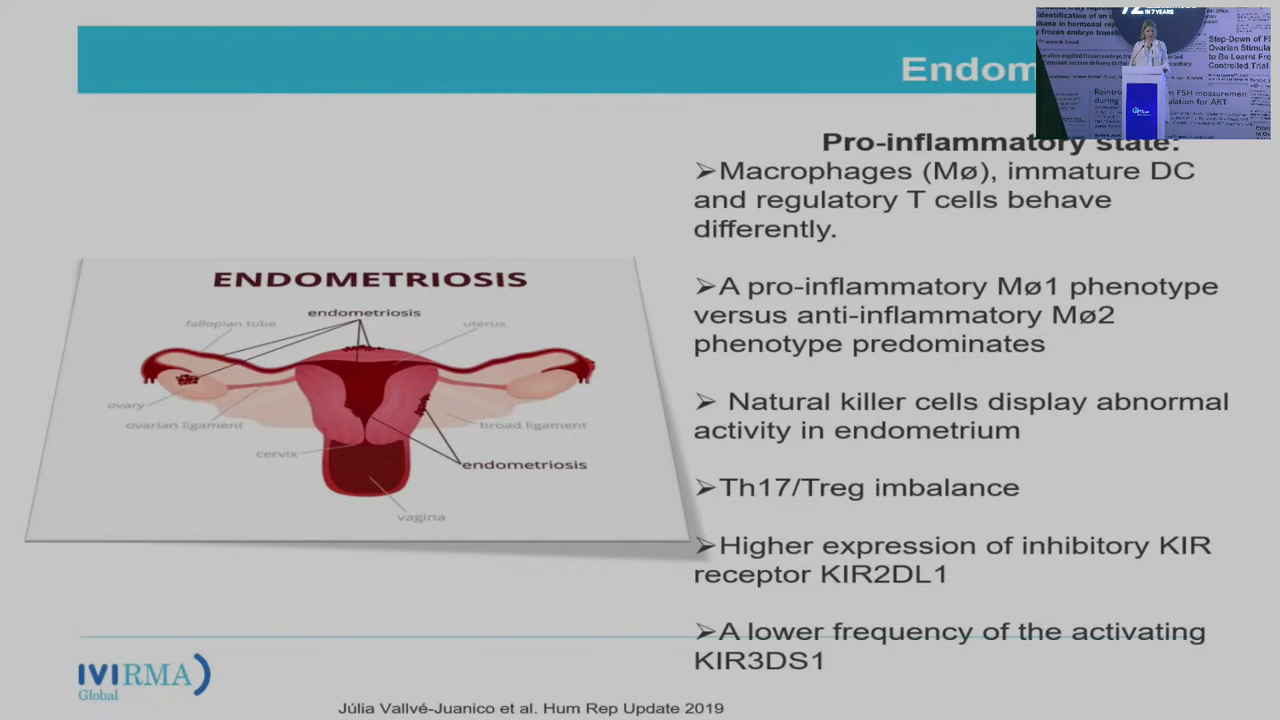 Endom
IN 7 YEARS
Step-Down of
Ovarian Stimula
to Be Learnt Fro
Controlled Trial
Pro-inflammatory state:
➢Macrophages (Mø), immature DC
and regulatory T cells behave
differently.
➢A pro-inflammatory Mø1 phenotype
versus anti-inflammatory Mø2
phenotype predominates
➢ Natural killer cells display abnormal
activity in endometrium
➢Th17/Treg imbalance
➢Higher expression of inhibitory KIR
receptor KIR2DL1
➢A lower frequency of the activating
KIR3DS1
ENDOMETRIOSIS
endometriosis
fallopian tube
uterus
ovary
ovarian ligament
broad ligament
cervix
endometriosis
vagina
IVIRMA
Global
Júlia Vallvé-Juanico et al. Hum Rep Update 2019